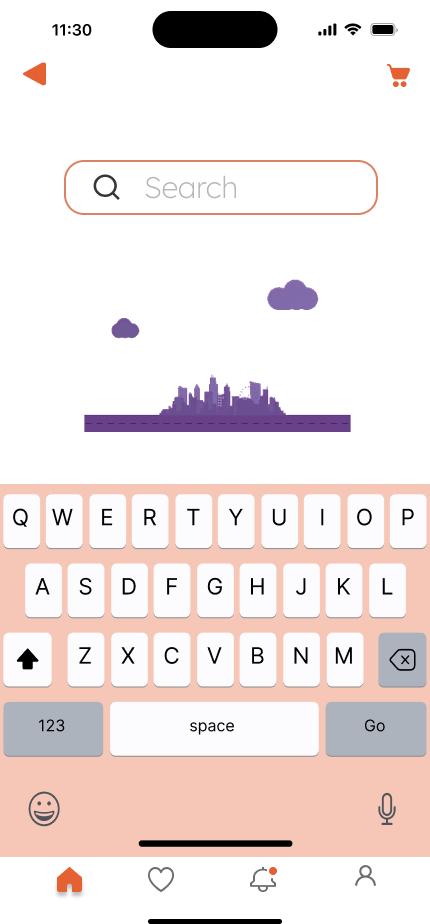 11:30
Search
Q W E R T Y U I O P
A S D F G H J K L
Z X C V B N M
123 space Go